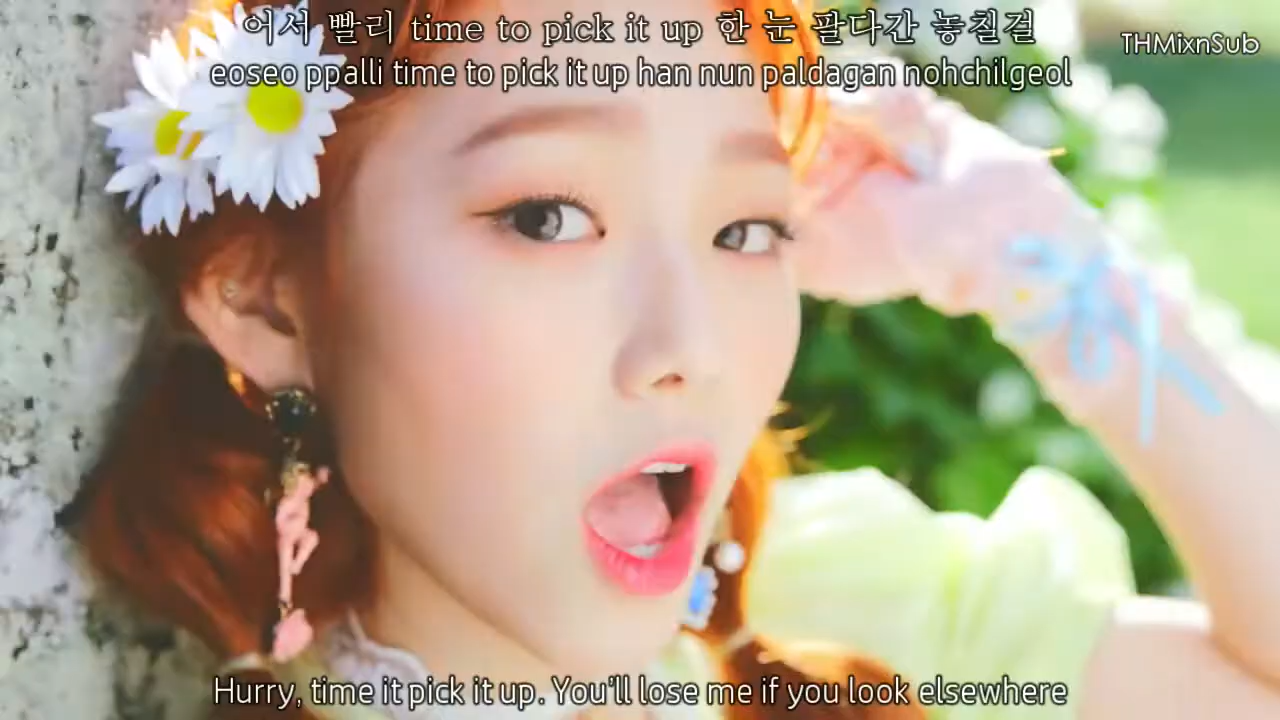 어서 빨리 time to pick it up 한 눈 팔다간 놓칠걸
THMixnSub
eoseo ppalli time to pick it up han nun paldagan nohchilgeol
Hurry, time it pick it up. You'll lose me if you look elsewhere